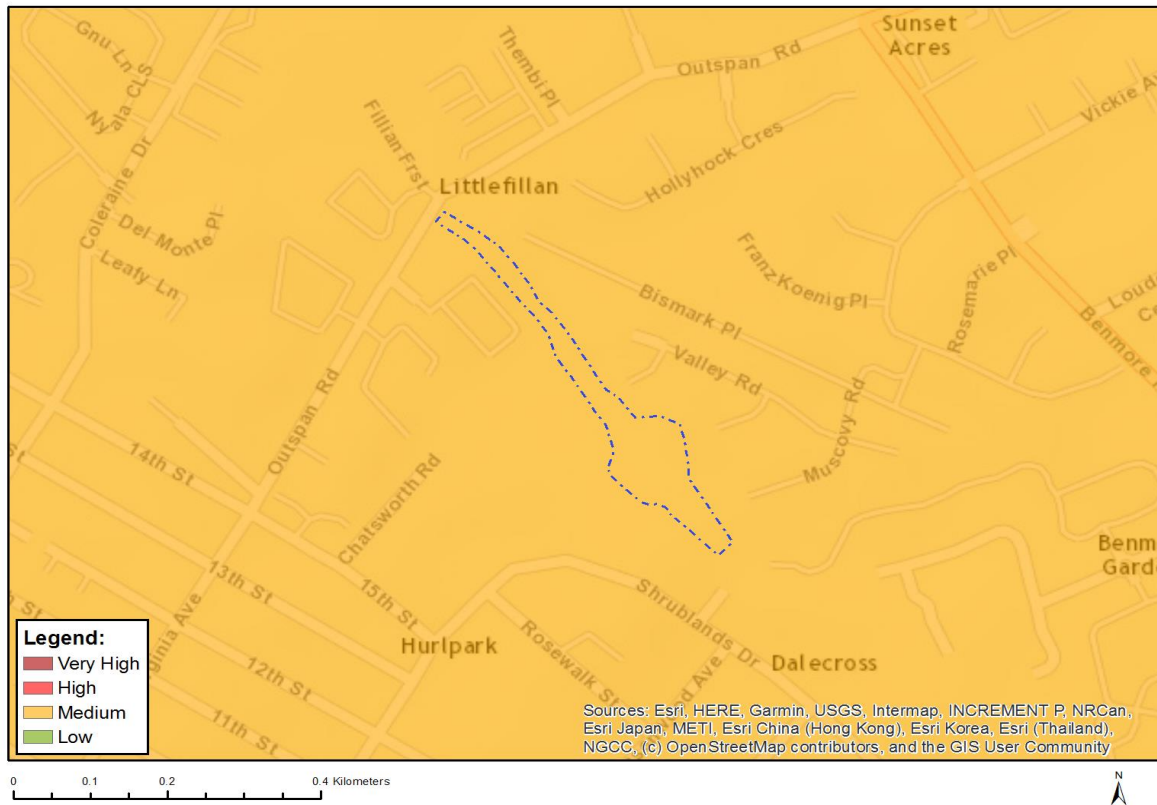 Sunset
Acres
Gnu Ln
Nyala CLS
Thembi Pl
Outspan Rd
Vickie Av
Fillian Frst
Coleraine Dr
Hollyhock Cres
Littlefillan
Del Monte Pl
Leafy Ln
Franz Koenig Pl
Rosemarie Pl
Bismark Pl
Benmore
Valley Rd
Outspan Rd
Muscovy Rd
14th St
Chatsworth Rd
13th St
15th St
Shrublands Dr
Hurlpark
Rosewalk St
Dalecross
12th St
11th St
Legend:
Very High
High
Medium
Low
Sources: Esri, HERE, Garmin, USGS, Intermap, INCREMENT P, NRCan,
Esri Japan, METI, Esri China (Hong Kong), Esri Korea, Esri (Thailand),
NGCC, (c) OpenStreetMap contributors, and the GIS User Community
0 0.1 0.2 0.4 Kilometers
N